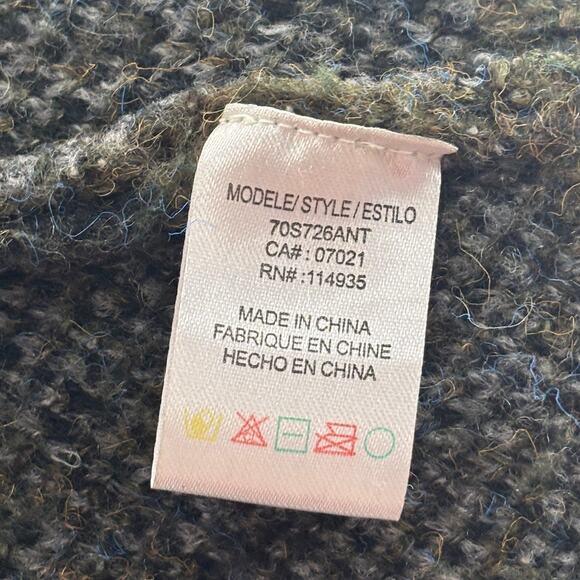 MODELE/ STYLE / ESTILO
70S726ANT
CA# : 07021
RN# :114935
MADE IN CHINA
FABRIQUE EN CHINE
HECHO EN CHINA